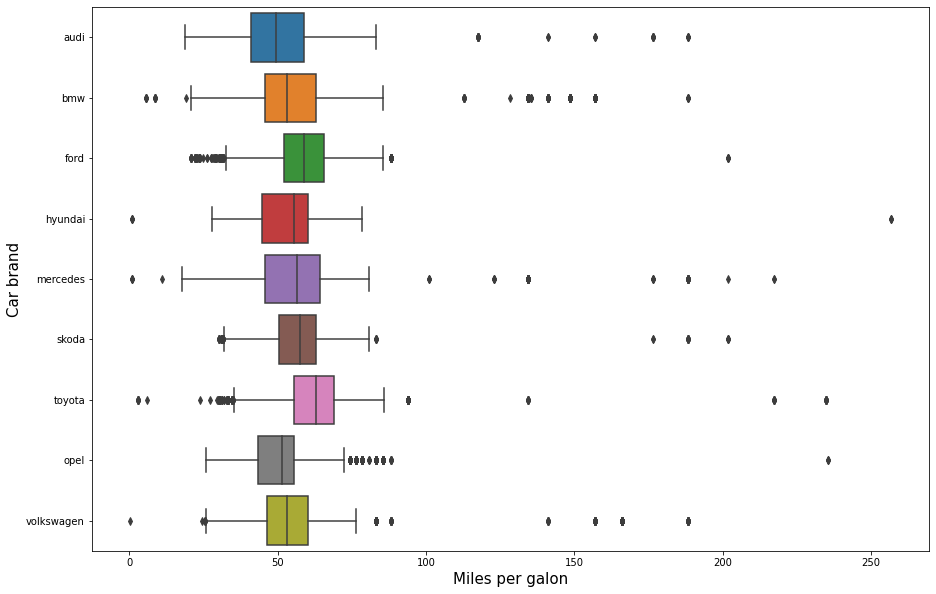 audi
bmw
ford
hyundai
mercedes
skoda
toyota
opel
volkswagen
Car brand
0 50 100 150 200 250
Miles per galon